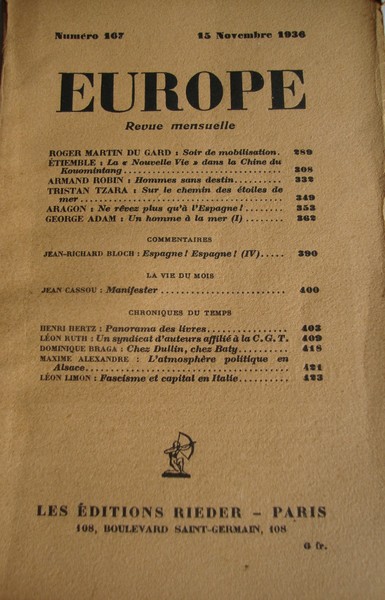 Numéro 167 15 Novembre 1936
EUROPE
Revue mensuelle
ROGER MARTIN DU GARD : Soir de mobilisation. 289
ÉTIEMBLE : La « Nouvelle Vie » dans la Chine du
Kouomintang 308
ARMAND ROBIN : Hommes sans destin 332
TRISTAN TZARA : Sur le chemin des étoiles de
mer 349
ARAGON : Ne rêvez plus qu'à l'Espagne ! 353
GEORGE ADAM : Un homme à la mer (I) 362
COMMENTAIRES
JEAN-RICHARD BLOCH : Espagne ! Espagne ! (IV) 390
LA VIE DU MOIS
JEAN CASSOU : Manifester 400
CHRONIQUES DU TEMPS
HENRI HERTZ : Panorama des livres 403
LÉON RUTH : Un syndicat d'auteurs affilié à la C. G. T. 409
DOMINIQUE BRAGA : Chez Dullin, chez Baty 418
MAXIME ALEXANDRE : L'atmosphère politique en
Alsace 421
LÉON LIMON : Fascisme et capital en Italie 423
LES ÉDITIONS RIEDER – PARIS
108, BOULEVARD SAINT-GERMAIN, 108
6 fr.